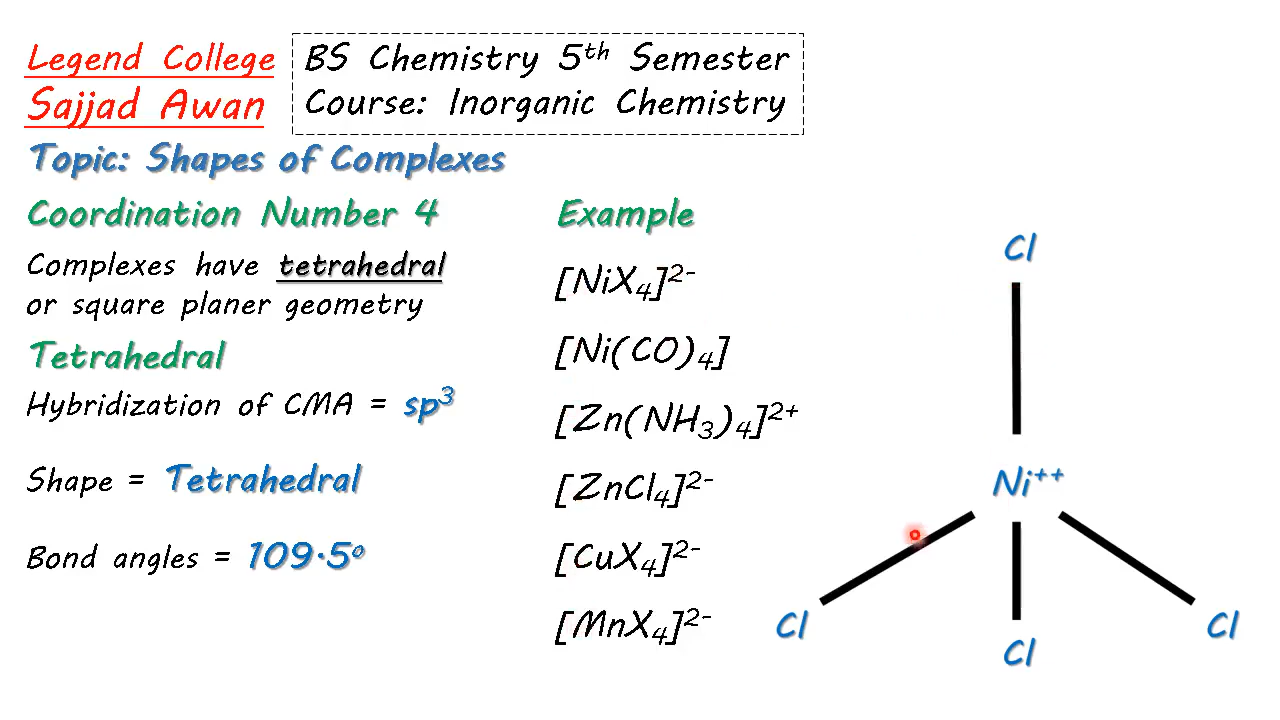 Legend College
Sajjad Awan
BS Chemistry 5th Semester
Course: Inorganic Chemistry
Topic: Shapes of Complexes
Coordination Number 4
Complexes have tetrahedral
or square planer geometry
Tetrahedral
Hybridization of CMA = sp³
Shape = Tetrahedral
Bond angles = 109.5⁰
Example
[NiX₄]²⁻
[Ni(CO)₄]
[Zn(NH₃)₄]²⁺
[ZnCl₄]²⁻
[CuX₄]²⁻
[MnX₄]²⁻
Cl
Ni⁺⁺
Cl
Cl
Cl